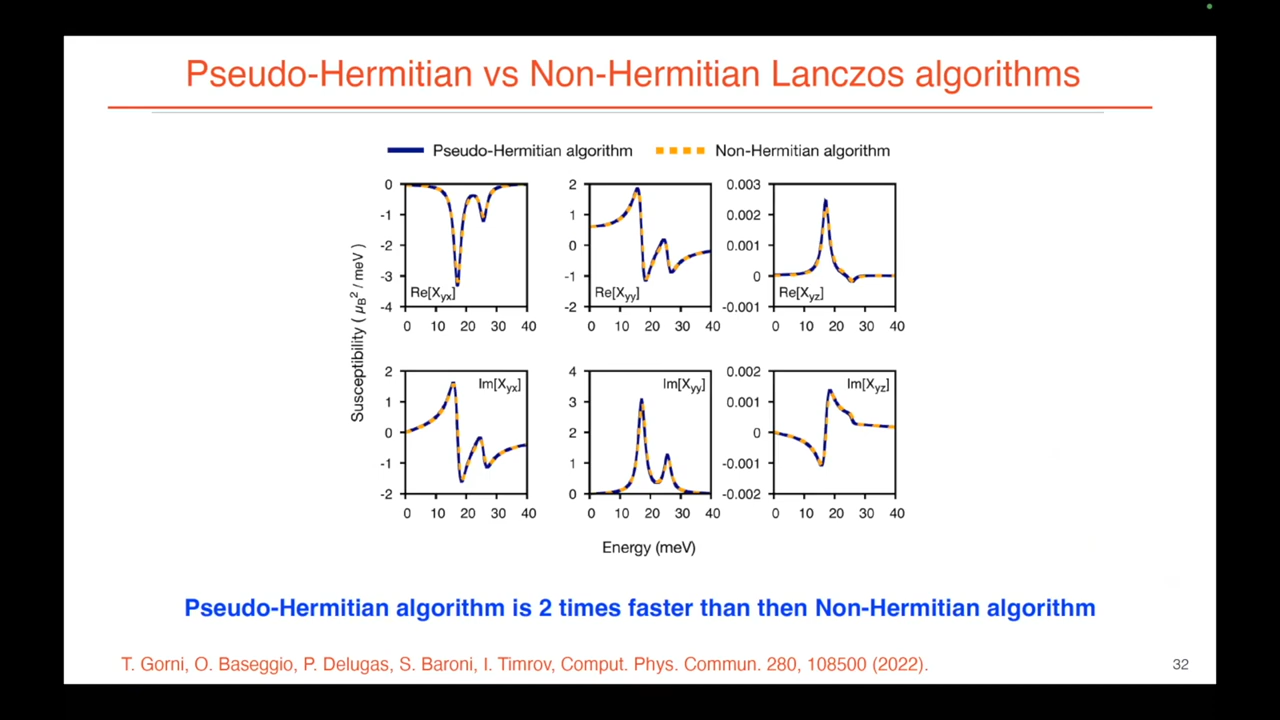 Pseudo-Hermitian vs Non-Hermitian Lanczos algorithms
Pseudo-Hermitian algorithm
Non-Hermitian algorithm
Susceptibility ( μB² / meV )
0
-1
-2
-3
-4
Re[Xyx]
0 10 20 30 40
2
1
0
-1
-2
Re[Xyy]
0 10 20 30 40
0.003
0.002
0.001
0
-0.001
Re[Xyz]
0 10 20 30 40
2
1
0
-1
-2
Im[Xyx]
0 10 20 30 40
4
3
2
1
0
Im[Xyy]
0 10 20 30 40
0.002
0.001
0
-0.001
-0.002
Im[Xyz]
0 10 20 30 40
Energy (meV)
Pseudo-Hermitian algorithm is 2 times faster than then Non-Hermitian algorithm
T. Gorni, O. Baseggio, P. Delugas, S. Baroni, I. Timrov, Comput. Phys. Commun. 280, 108500 (2022).
32